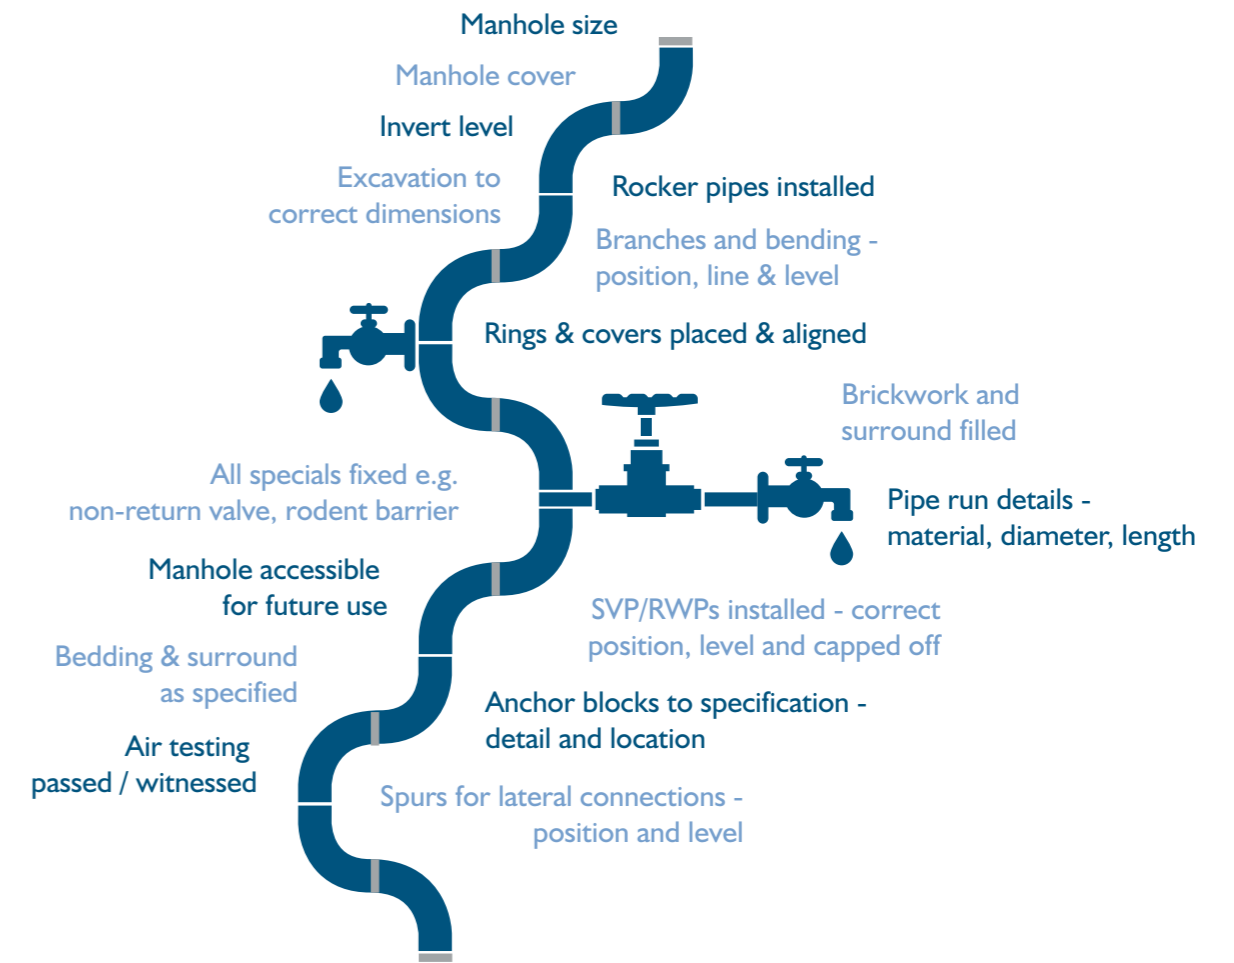 Manhole size
Manhole cover
Invert level
Excavation to
correct dimensions
Rocker pipes installed
Branches and bending -
position, line & level
Rings & covers placed & aligned
Brickwork and
surround filled
All specials fixed e.g.
non-return valve, rodent barrier
Pipe run details -
material, diameter, length
Manhole accessible
for future use
SVP/RWPs installed - correct
position, level and capped off
Bedding & surround
as specified
Anchor blocks to specification -
detail and location
Air testing
passed / witnessed
Spurs for lateral connections -
position and level